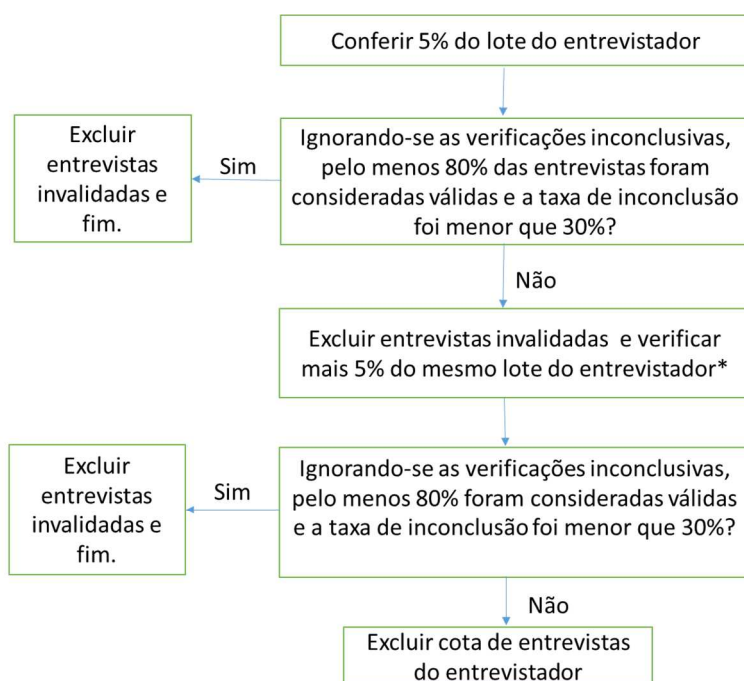 Conferir 5% do lote do entrevistador
Excluir
entrevistas
invalidadas e
fim.
Sim
Ignorando-se as verificações inconclusivas,
pelo menos 80% das entrevistas foram
consideradas válidas e a taxa de inconclusão
foi menor que 30%?
Não
Excluir entrevistas invalidadas e verificar
mais 5% do mesmo lote do entrevistador*
Excluir
entrevistas
invalidadas e
fim.
Sim
Ignorando-se as verificações inconclusivas,
pelo menos 80% foram consideradas válidas
e a taxa de inconclusão foi menor que 30%?
Não
Excluir cota de entrevistas
do entrevistador